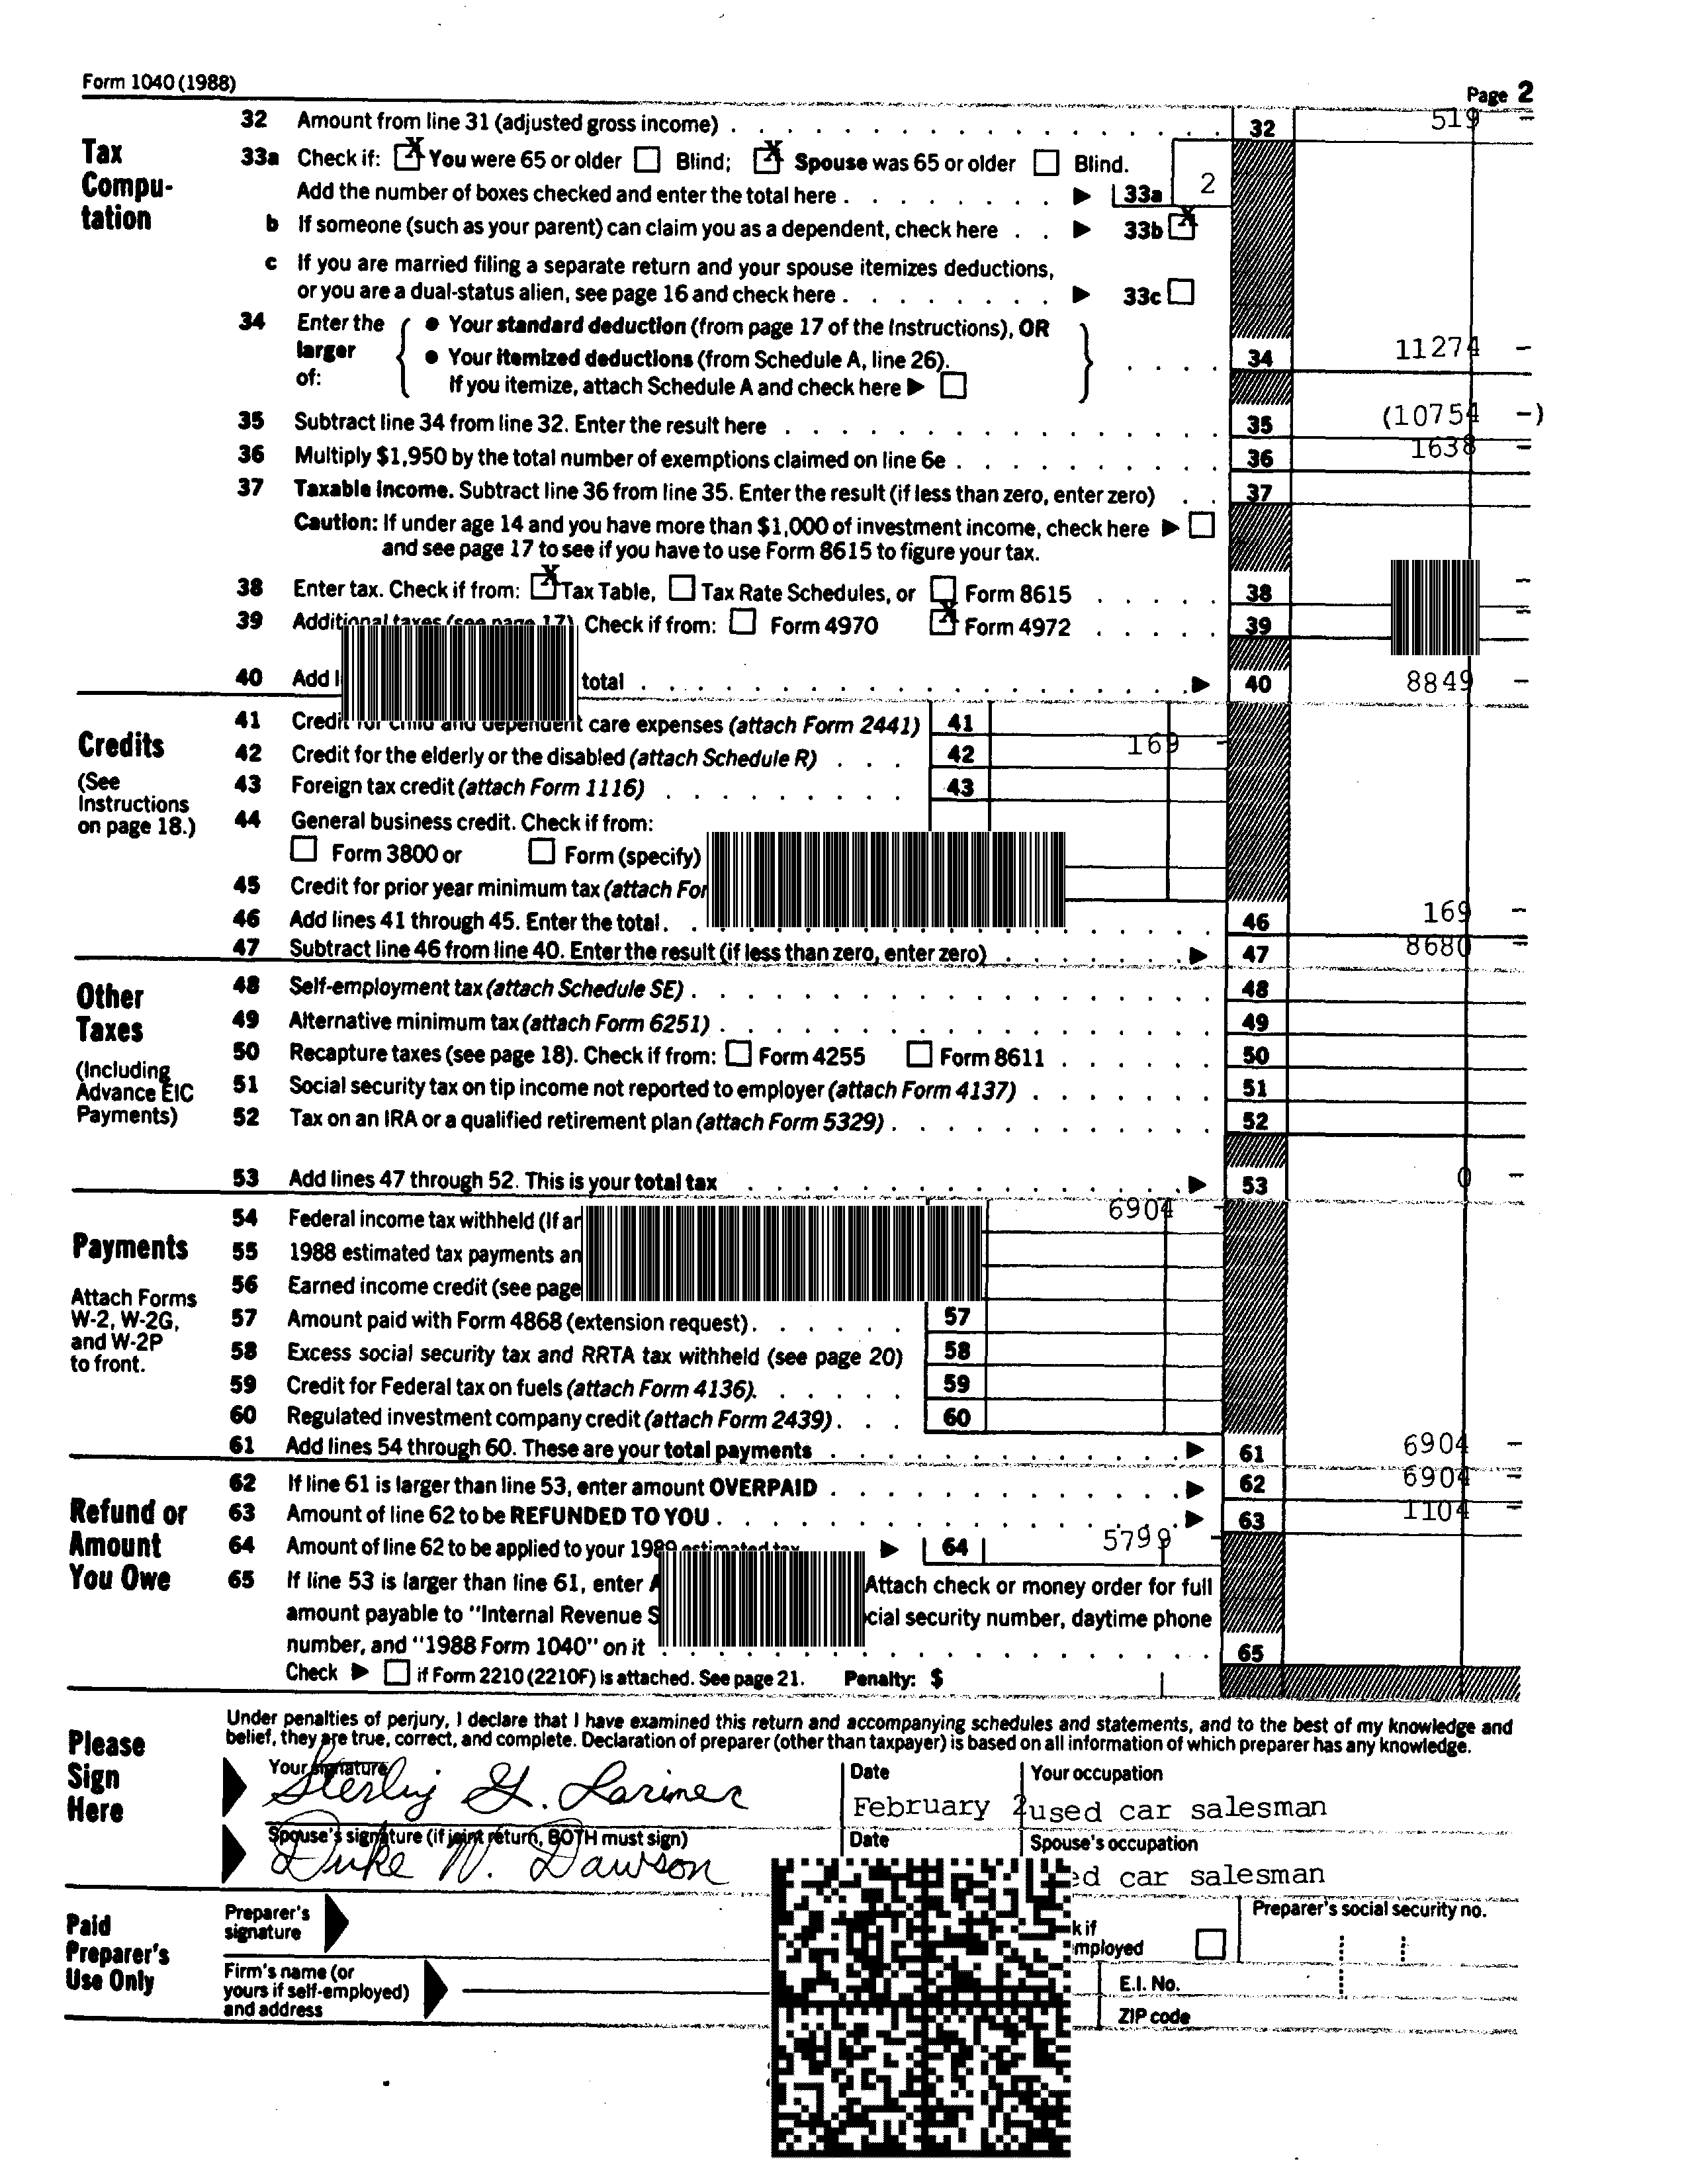 Form 1040 (1988)
Page 2
Tax Compu-tation
32 Amount from line 31 (adjusted gross income) 32 519 –
33a Check if: X You were 65 or older Blind; X Spouse was 65 or older Blind.
Add the number of boxes checked and enter the total here 33a 2
b If someone (such as your parent) can claim you as a dependent, check here 33b X
c If you are married filing a separate return and your spouse itemizes deductions,
or you are a dual-status alien, see page 16 and check here 33c
34 Enter the larger of:
• Your standard deduction (from page 17 of the Instructions), OR
• Your itemized deductions (from Schedule A, line 26).
If you itemize, attach Schedule A and check here
34 11274 –
35 Subtract line 34 from line 32. Enter the result here 35 (10754 –)
36 Multiply $1,950 by the total number of exemptions claimed on line 6e 36 1638 –
37 Taxable income. Subtract line 36 from line 35. Enter the result (if less than zero, enter zero) 37
Caution: If under age 14 and you have more than $1,000 of investment income, check here
and see page 17 to see if you have to use Form 8615 to figure your tax.
38 Enter tax. Check if from: X Tax Table, Tax Rate Schedules, or Form 8615 38 –
39 Additional taxes (see page 17) Check if from: Form 4970 X Form 4972 39 –
40 Add total 40 8849 –
Credits
(See Instructions on page 18.)
41 Credit for child and dependent care expenses (attach Form 2441) 41
42 Credit for the elderly or the disabled (attach Schedule R) 42 169 –
43 Foreign tax credit (attach Form 1116) 43
44 General business credit. Check if from:
Form 3800 or Form (specify)
45 Credit for prior year minimum tax (attach
46 Add lines 41 through 45. Enter the total. 46 169 –
47 Subtract line 46 from line 40. Enter the result (if less than zero, enter zero) 47 8680 –
Other Taxes
(Including Advance EIC Payments)
48 Self-employment tax (attach Schedule SE) 48
49 Alternative minimum tax (attach Form 6251) 49
50 Recapture taxes (see page 18). Check if from: Form 4255 Form 8611 50
51 Social security tax on tip income not reported to employer (attach Form 4137) 51
52 Tax on an IRA or a qualified retirement plan (attach Form 5329) 52
53 Add lines 47 through 52. This is your total tax 53 0 –
Payments
Attach Forms W-2, W-2G, and W-2P to front.
54 Federal income tax withheld (If 6904 –
55 1988 estimated tax payments
56 Earned income credit (see page
57 Amount paid with Form 4868 (extension request) 57
58 Excess social security tax and RRTA tax withheld (see page 20) 58
59 Credit for Federal tax on fuels (attach Form 4136). 59
60 Regulated investment company credit (attach Form 2439) 60
61 Add lines 54 through 60. These are your total payments 61 6904 –
Refund or Amount You Owe
62 If line 61 is larger than line 53, enter amount OVERPAID 62 6904 –
63 Amount of line 62 to be REFUNDED TO YOU 63 1104 –
64 Amount of line 62 to be applied to your 1989 estimated tax 64 5799 –
65 If line 53 is larger than line 61, enter Attach check or money order for full
amount payable to "Internal Revenue security number, daytime phone
number, and "1988 Form 1040" on it 65
Check if Form 2210 (2210F) is attached. See page 21. Penalty: $
Please Sign Here
Under penalties of perjury, I declare that I have examined this return and accompanying schedules and statements, and to the best of my knowledge and
belief, they are true, correct, and complete. Declaration of preparer (other than taxpayer) is based on all information of which preparer has any knowledge.
Your signature Date Your occupation
Sterling G. Larimer February 2 used car salesman
Spouse's signature (if joint return, BOTH must sign) Date Spouse's occupation
Duke W. Dawson car salesman
Paid Preparer's Use Only
Preparer's signature
Preparer's social security no.
Firm's name (or yours if self-employed) and address
E.I. No.
ZIP code